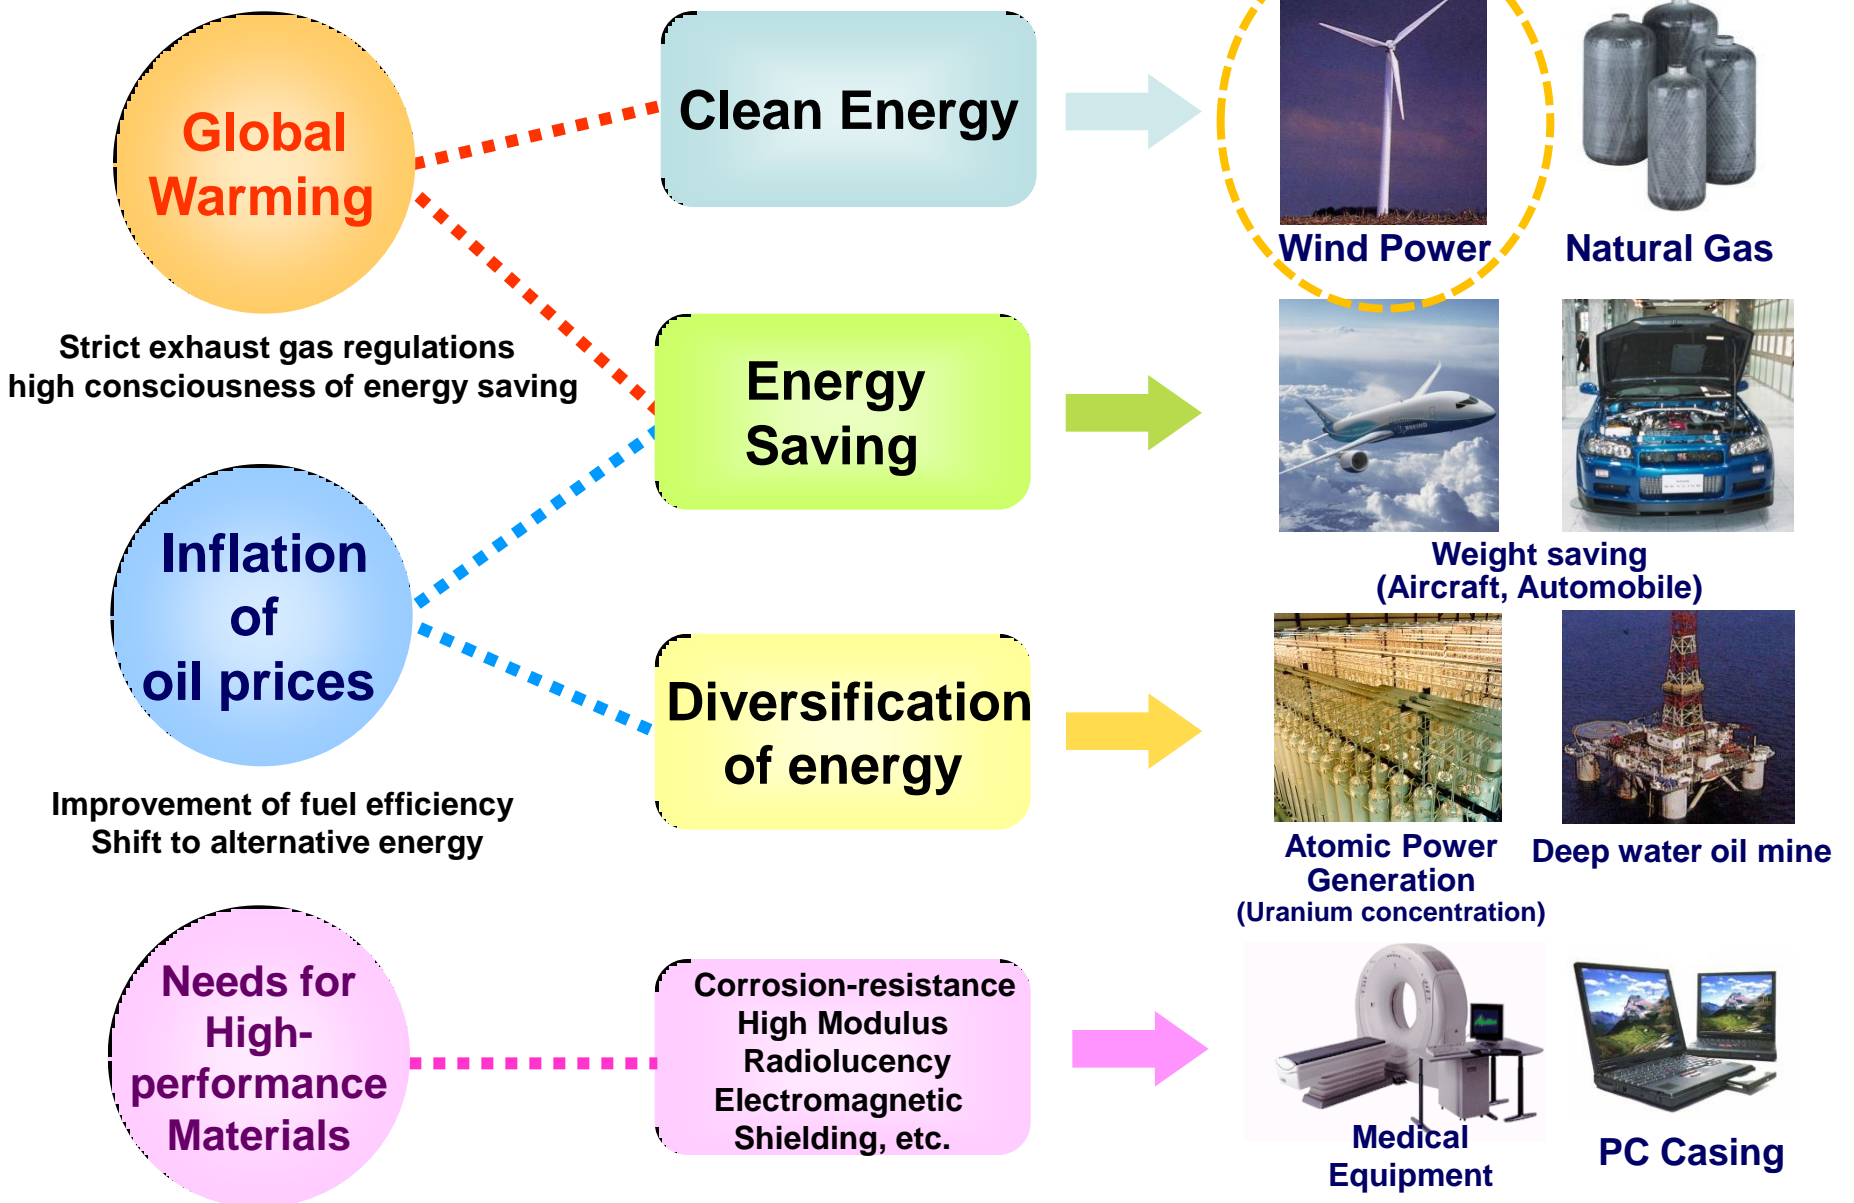 Global
Warming
Strict exhaust gas regulations
high consciousness of energy saving
Inflation
of
oil prices
Improvement of fuel efficiency
Shift to alternative energy
Needs for
High-
performance
Materials
Clean Energy
Energy
Saving
Diversification
of energy
Corrosion-resistance
High Modulus
Radiolucency
Electromagnetic
Shielding, etc.
Wind Power
Natural Gas
BOEING
Weight saving
(Aircraft, Automobile)
Atomic Power
Generation
(Uranium concentration)
Deep water oil mine
Medical
Equipment
PC Casing